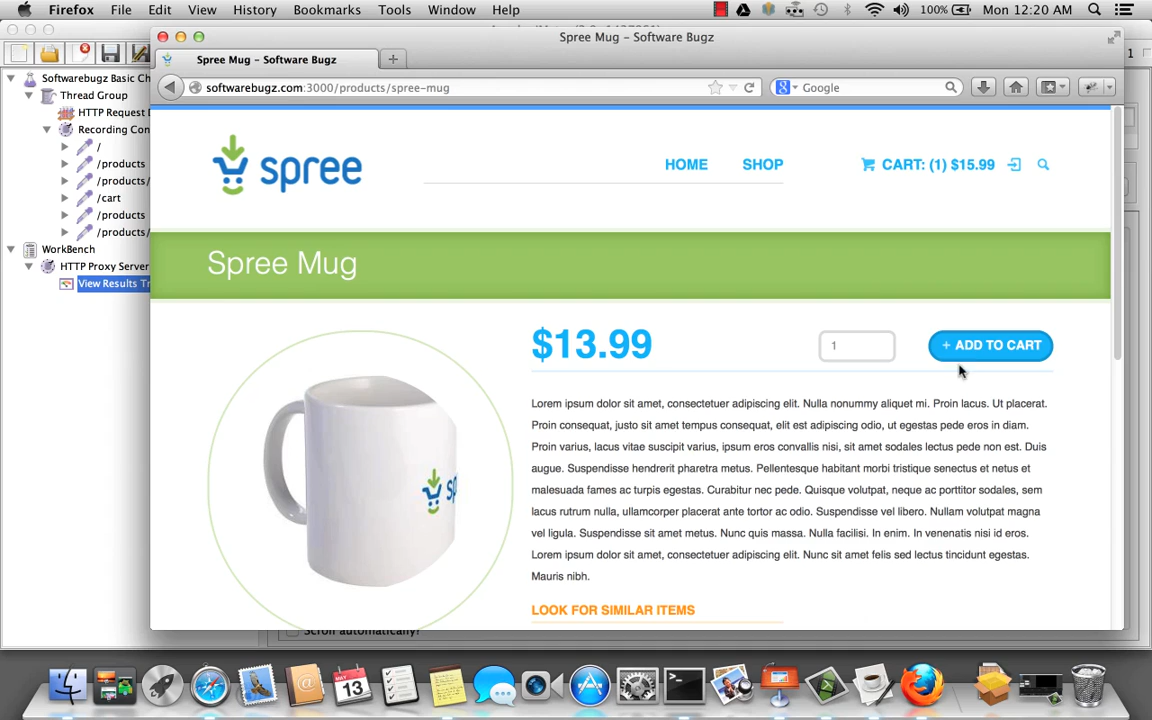 Firefox File Edit View History Bookmarks Tools Window Help 100% Mon 12:20 AM
Spree Mug – Software Bugz
Spree Mug – Software Bugz
softwarebugz.com:3000/products/spree-mug Google
Softwarebugz Basic Ch
Thread Group
HTTP Request
Recording Con
/
/products
/products/
/cart
/products
/products/
WorkBench
HTTP Proxy Server
View Results Tr
spree
HOME SHOP CART: (1) $15.99
Spree Mug
$13.99 1 + ADD TO CART
Lorem ipsum dolor sit amet, consectetuer adipiscing elit. Nulla nonummy aliquet mi. Proin lacus. Ut placerat.
Proin consequat, justo sit amet tempus consequat, elit est adipiscing odio, ut egestas pede eros in diam.
Proin varius, lacus vitae suscipit varius, ipsum eros convallis nisi, sit amet sodales lectus pede non est. Duis
augue. Suspendisse hendrerit pharetra metus. Pellentesque habitant morbi tristique senectus et netus et
malesuada fames ac turpis egestas. Curabitur nec pede. Quisque volutpat, neque ac porttitor sodales, sem
lacus rutrum nulla, ullamcorper placerat ante tortor ac odio. Suspendisse vel libero. Nullam volutpat magna
vel ligula. Suspendisse sit amet metus. Nunc quis massa. Nulla facilisi. In enim. In venenatis nisi id eros.
Lorem ipsum dolor sit amet, consectetuer adipiscing elit. Nunc sit amet felis sed lectus tincidunt egestas.
Mauris nibh.
LOOK FOR SIMILAR ITEMS
Scroll automatically?
MAY
13